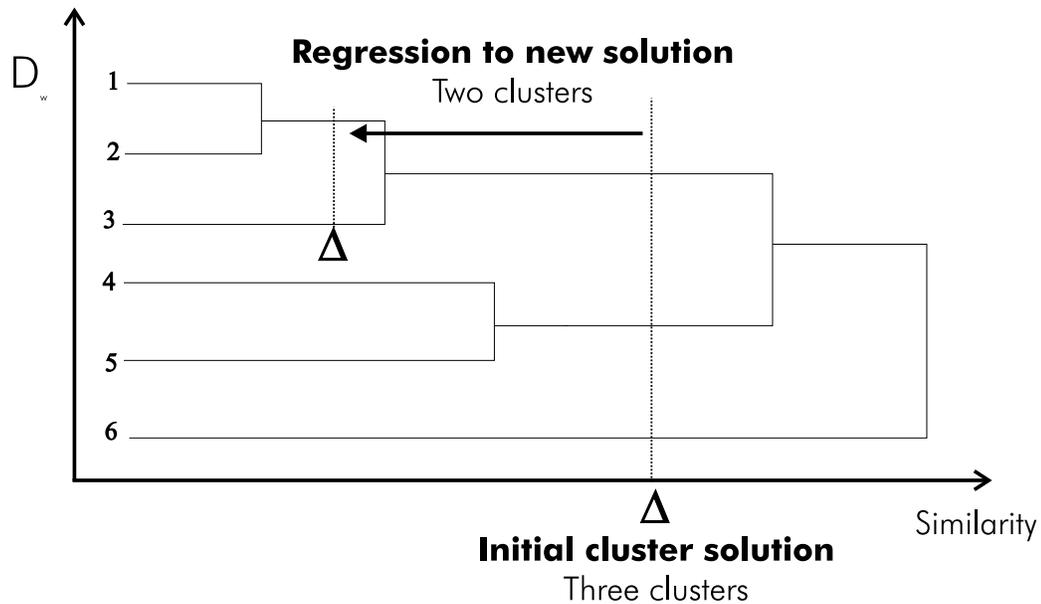 Regression to new solution
Two clusters
D w
1
2
3
Δ
4
5
6
Δ
Similarity
Initial cluster solution
Three clusters